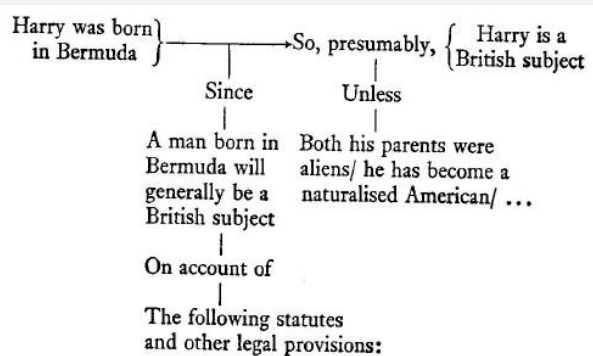 Harry was born
in Bermuda
So, presumably,
Harry is a
British subject
Since
Unless
A man born in
Bermuda will
generally be a
British subject
Both his parents were
aliens/ he has become a
naturalised American/ ...
On account of
The following statutes
and other legal provisions: